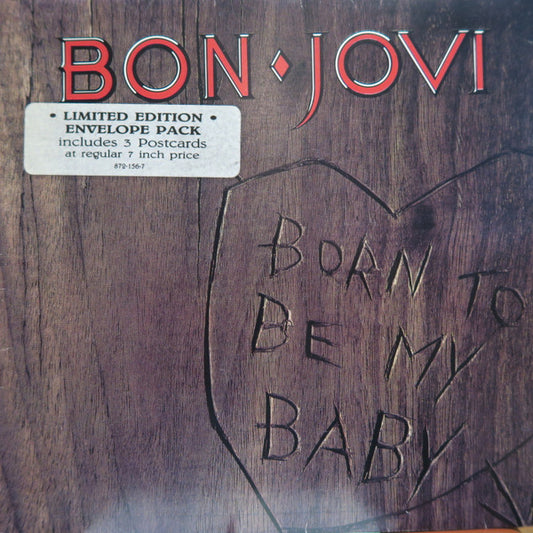 BON♦JOVI
• LIMITED EDITION •
ENVELOPE PACK
includes 3 Postcards
at regular 7 inch price
872-156-7
BORN TO
BE MY
BABY